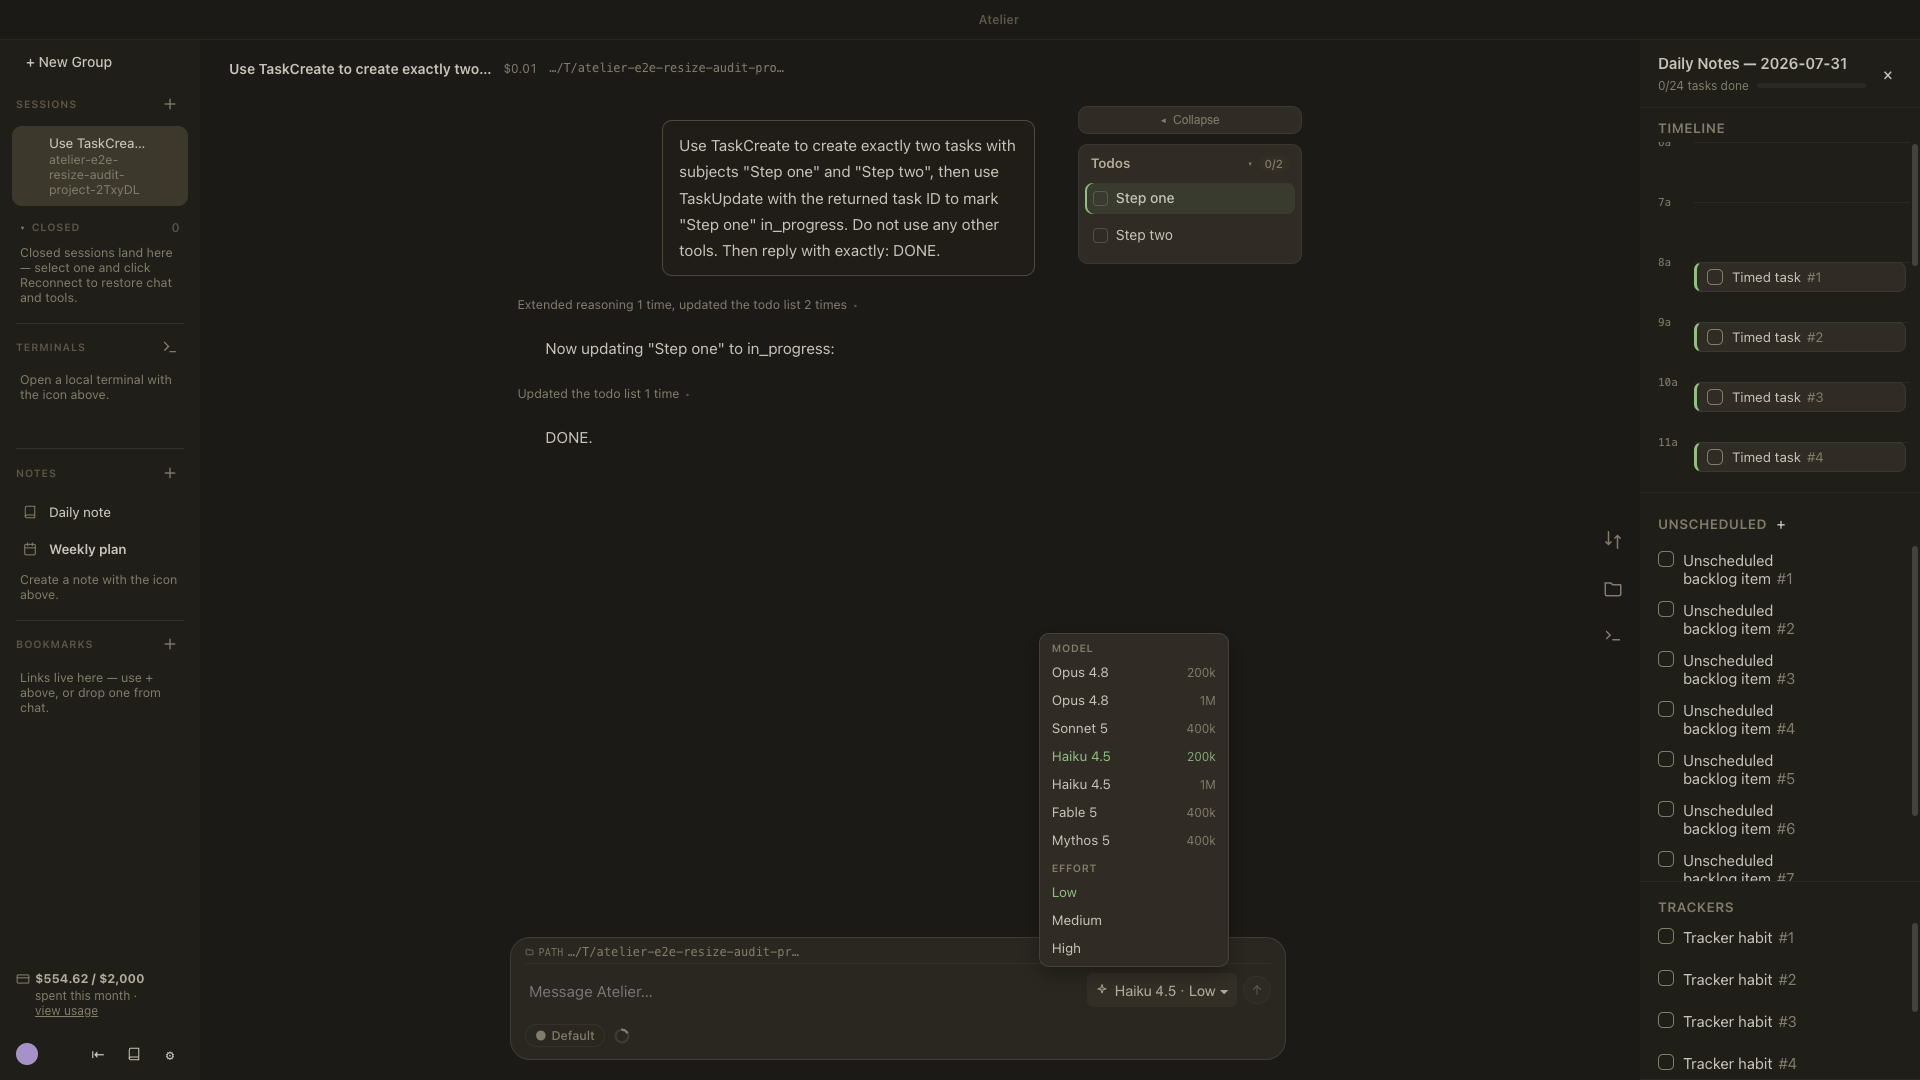 Atelier
+ New Group
SESSIONS
Use TaskCrea...
atelier-e2e-
resize-audit-
project-2TxyDL
CLOSED 0
Closed sessions land here
— select one and click
Reconnect to restore chat
and tools.
TERMINALS
Open a local terminal with
the icon above.
NOTES
Daily note
Weekly plan
Create a note with the icon
above.
BOOKMARKS
Links live here — use +
above, or drop one from
chat.
$554.62 / $2,000
spent this month ·
view usage
Use TaskCreate to create exactly two... $0.01 …/T/atelier-e2e-resize-audit-pro…
Use TaskCreate to create exactly two tasks with
subjects "Step one" and "Step two", then use
TaskUpdate with the returned task ID to mark
"Step one" in_progress. Do not use any other
tools. Then reply with exactly: DONE.
Collapse
Todos 0/2
Step one
Step two
Extended reasoning 1 time, updated the todo list 2 times
Now updating "Step one" to in_progress:
Updated the todo list 1 time
DONE.
MODEL
Opus 4.8 200k
Opus 4.8 1M
Sonnet 5 400k
Haiku 4.5 200k
Haiku 4.5 1M
Fable 5 400k
Mythos 5 400k
EFFORT
Low
Medium
High
PATH …/T/atelier-e2e-resize-audit-pr…
Message Atelier...
Haiku 4.5 · Low
Default
Daily Notes — 2026-07-31
0/24 tasks done
TIMELINE
6a
7a
8a
Timed task #1
9a
Timed task #2
10a
Timed task #3
11a
Timed task #4
UNSCHEDULED +
Unscheduled
backlog item #1
Unscheduled
backlog item #2
Unscheduled
backlog item #3
Unscheduled
backlog item #4
Unscheduled
backlog item #5
Unscheduled
backlog item #6
Unscheduled
backlog item #7
TRACKERS
Tracker habit #1
Tracker habit #2
Tracker habit #3
Tracker habit #4